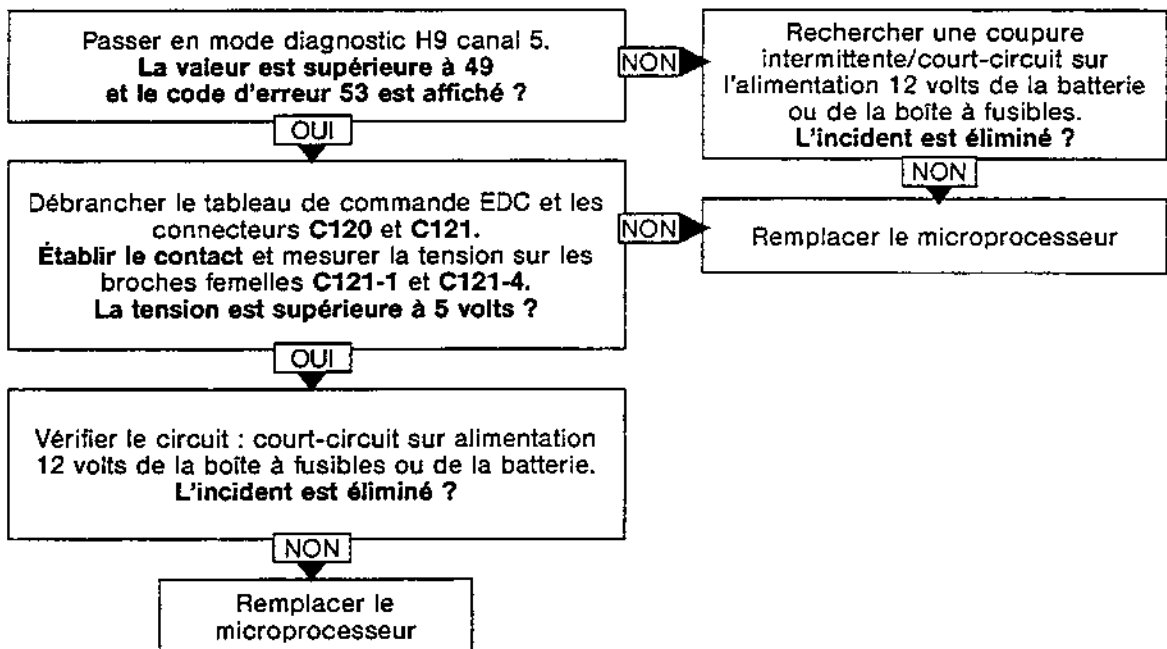 Passer en mode diagnostic H9 canal 5.
La valeur est supérieure à 49
et le code d'erreur 53 est affiché ?
NON
Rechercher une coupure
intermittente/court-circuit sur
l'alimentation 12 volts de la batterie
ou de la boîte à fusibles.
L'incident est éliminé ?
OUI
NON
Débrancher le tableau de commande EDC et les
connecteurs C120 et C121.
Établir le contact et mesurer la tension sur les
broches femelles C121-1 et C121-4.
La tension est supérieure à 5 volts ?
NON
Remplacer le microprocesseur
OUI
Vérifier le circuit : court-circuit sur alimentation
12 volts de la boîte à fusibles ou de la batterie.
L'incident est éliminé ?
NON
Remplacer le
microprocesseur